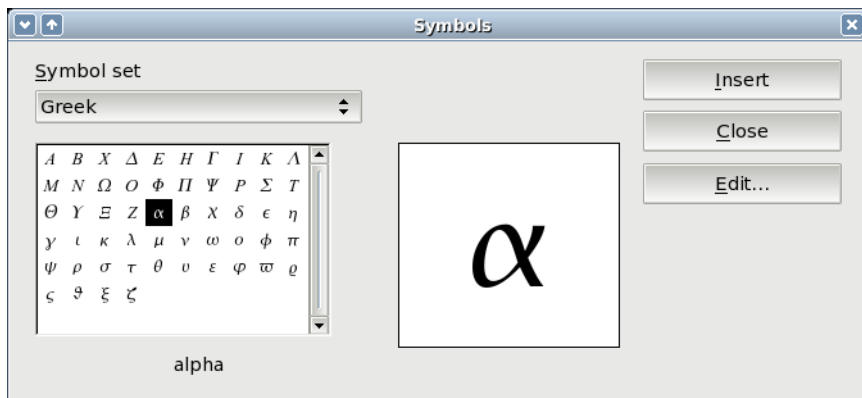 Symbols
Symbol set
Greek
Α Β Χ Δ Ε Η Γ Ι Κ Λ
Μ Ν Ω Ο Φ Π Ψ Ρ Σ Τ
Θ Υ Ξ Ζ α β χ δ ϵ η
γ ι κ λ μ ν ω ο ϕ π
ψ ρ σ τ θ υ ε φ ϖ ϱ
ς ϑ ξ ζ
alpha
α
Insert
Close
Edit...